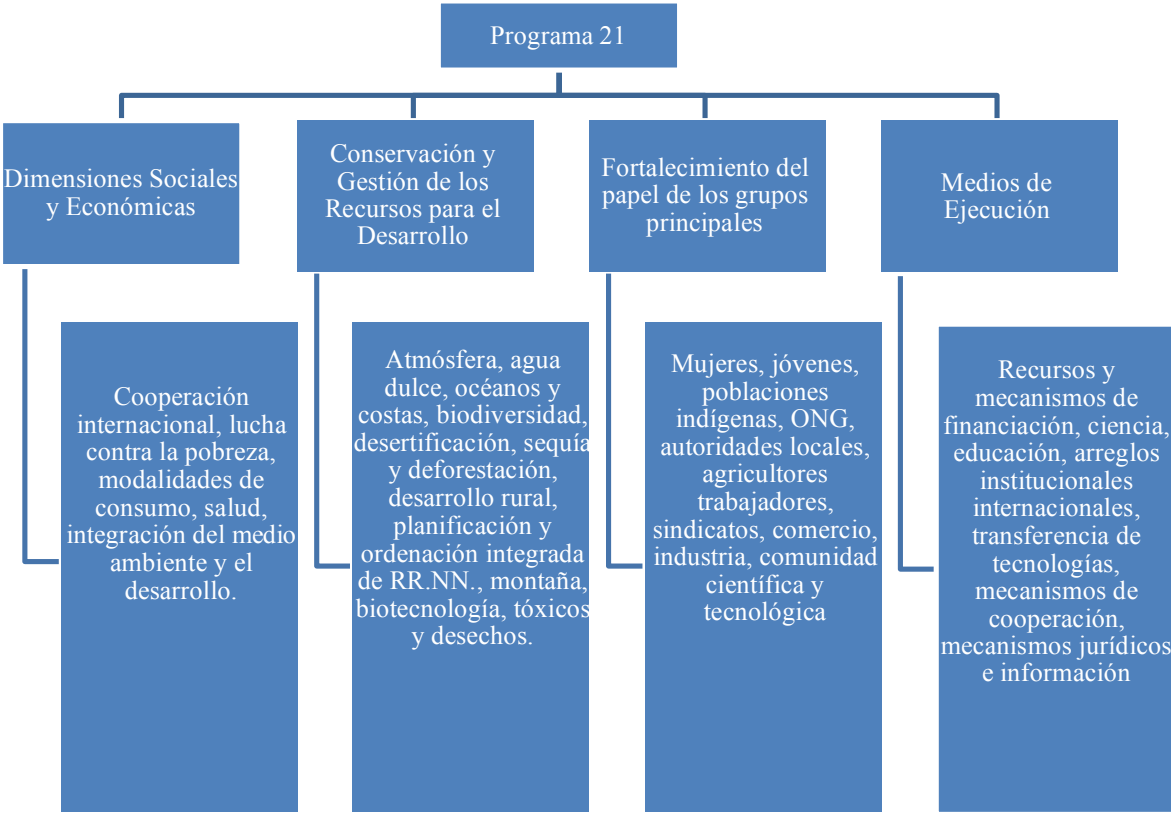 Programa 21
Dimensiones Sociales
y Económicas
Conservación y
Gestión de los
Recursos para el
Desarrollo
Fortalecimiento del
papel de los grupos
principales
Medios de
Ejecución
Cooperación
internacional, lucha
contra la pobreza,
modalidades de
consumo, salud,
integración del medio
ambiente y el
desarrollo.
Atmósfera, agua
dulce, océanos y
costas, biodiversidad,
desertificación, sequía
y deforestación,
desarrollo rural,
planificación y
ordenación integrada
de RR.NN., montaña,
biotecnología, tóxicos
y desechos.
Mujeres, jóvenes,
poblaciones
indígenas, ONG,
autoridades locales,
agricultores
trabajadores,
sindicatos, comercio,
industria, comunidad
científica y
tecnológica
Recursos y
mecanismos de
financiación, ciencia,
educación, arreglos
institucionales
internacionales,
transferencia de
tecnologías,
mecanismos de
cooperación,
mecanismos jurídicos
e información